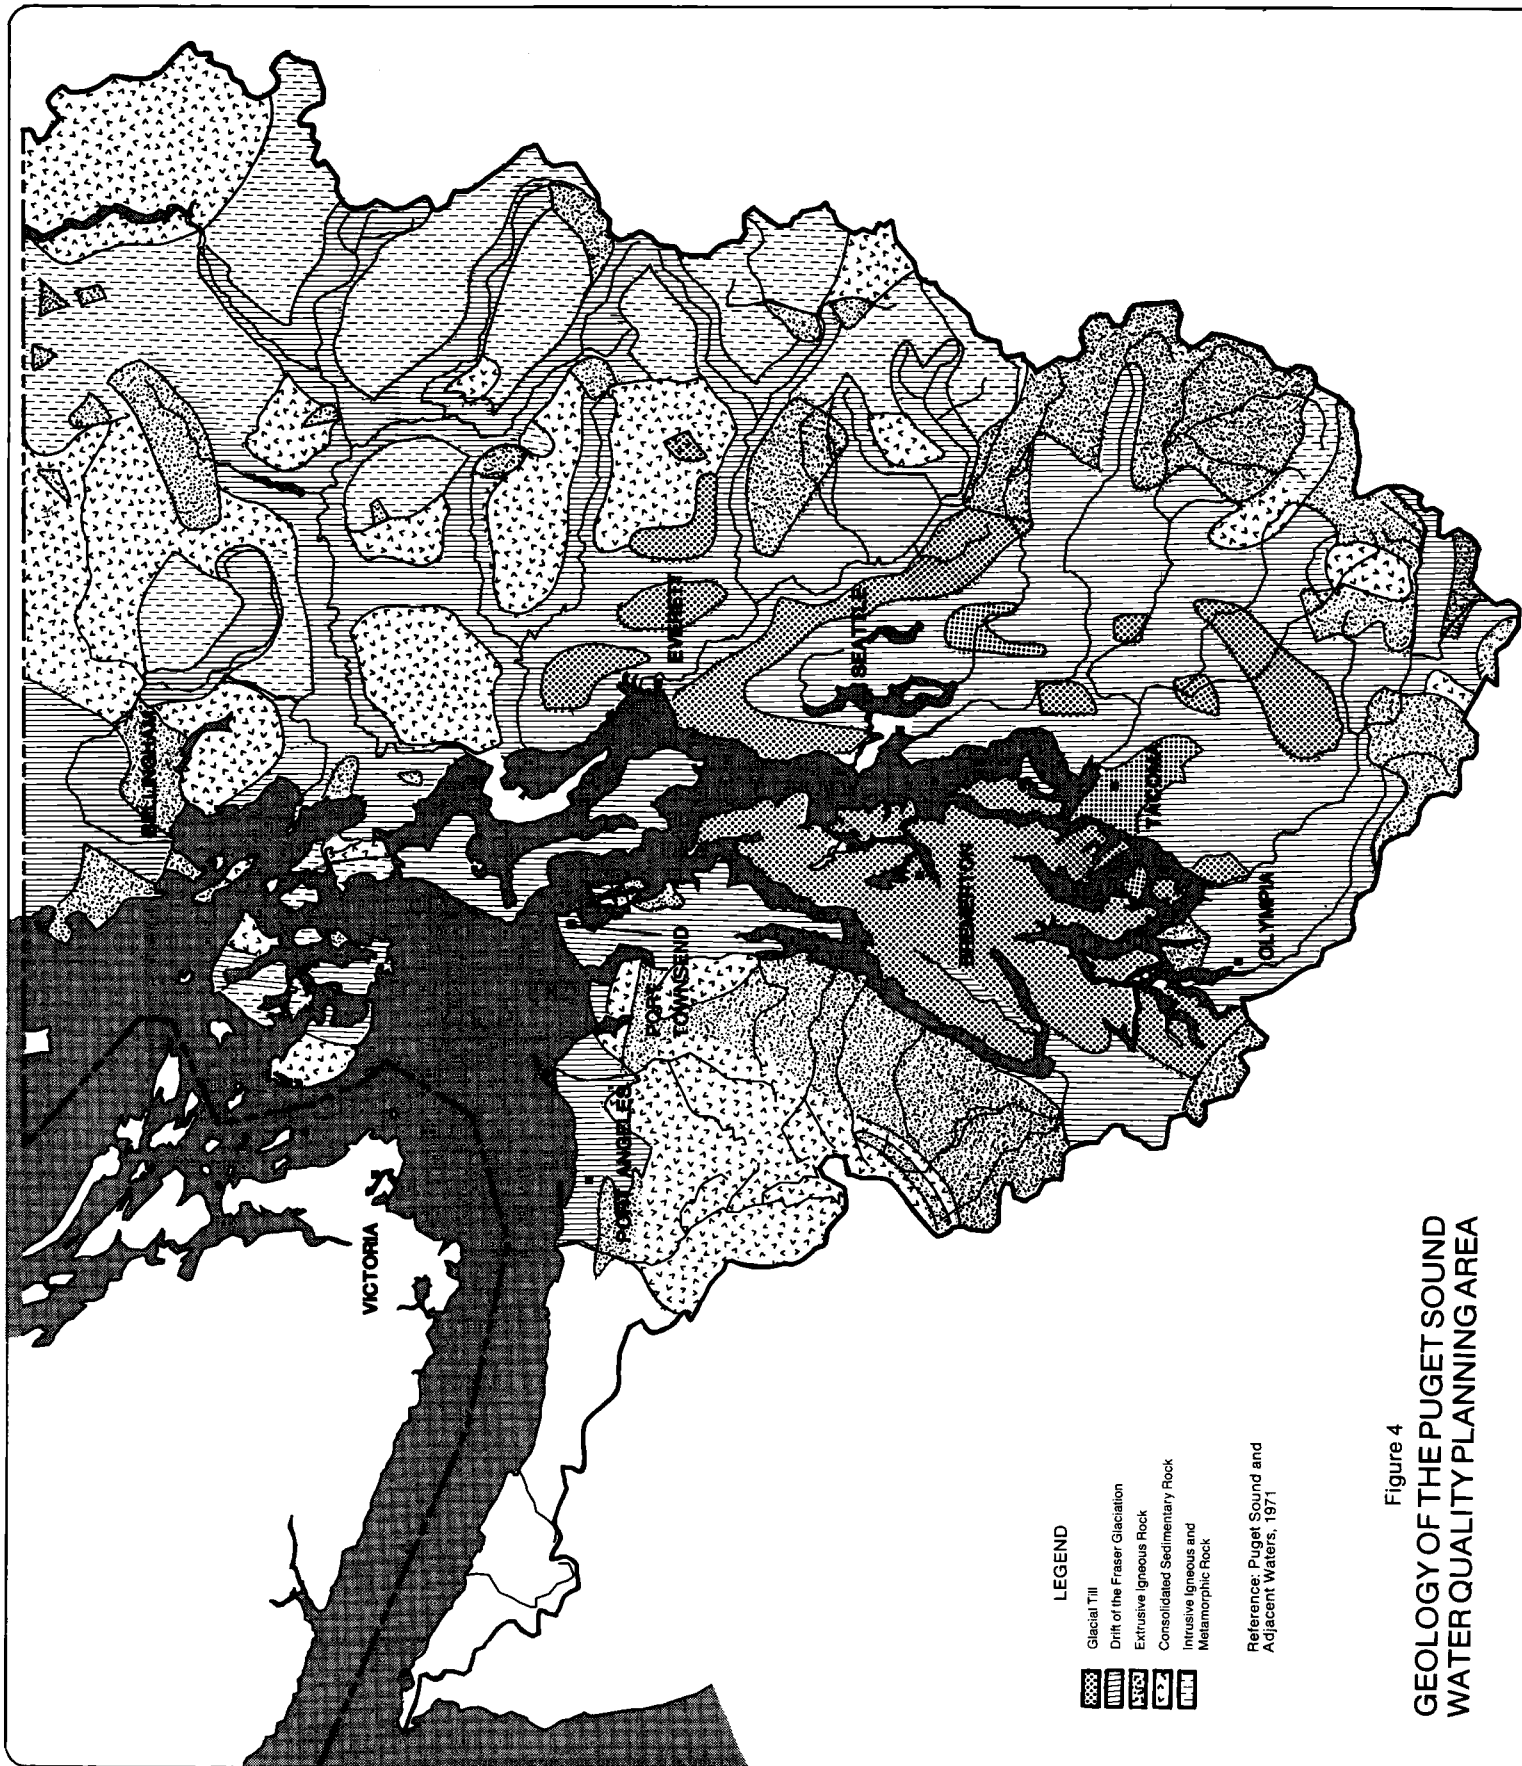 BELLINGHAM
VICTORIA
EVERETT
PORT
TOWNSEND
PORT ANGELES
SEATTLE
BREMERTON
TACOMA
OLYMPIA
LEGEND
Glacial Till
Drift of the Fraser Glaciation
Extrusive Igneous Rock
Consolidated Sedimentary Rock
Intrusive Igneous and
Metamorphic Rock
Reference: Puget Sound and
Adjacent Waters, 1971
Figure 4
GEOLOGY OF THE PUGET SOUND
WATER QUALITY PLANNING AREA